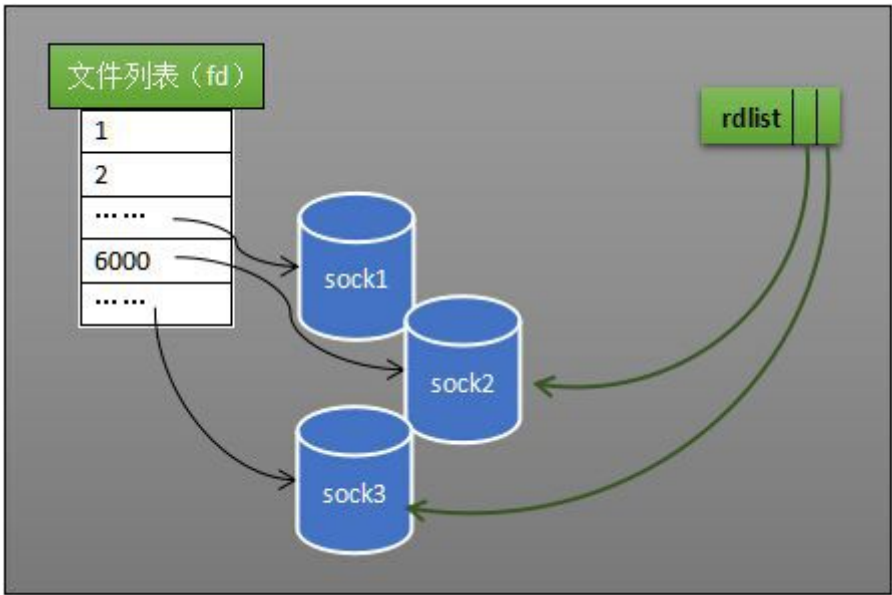 文件列表（fd）
1
2
……
6000
……
rdlist
sock1
sock2
sock3